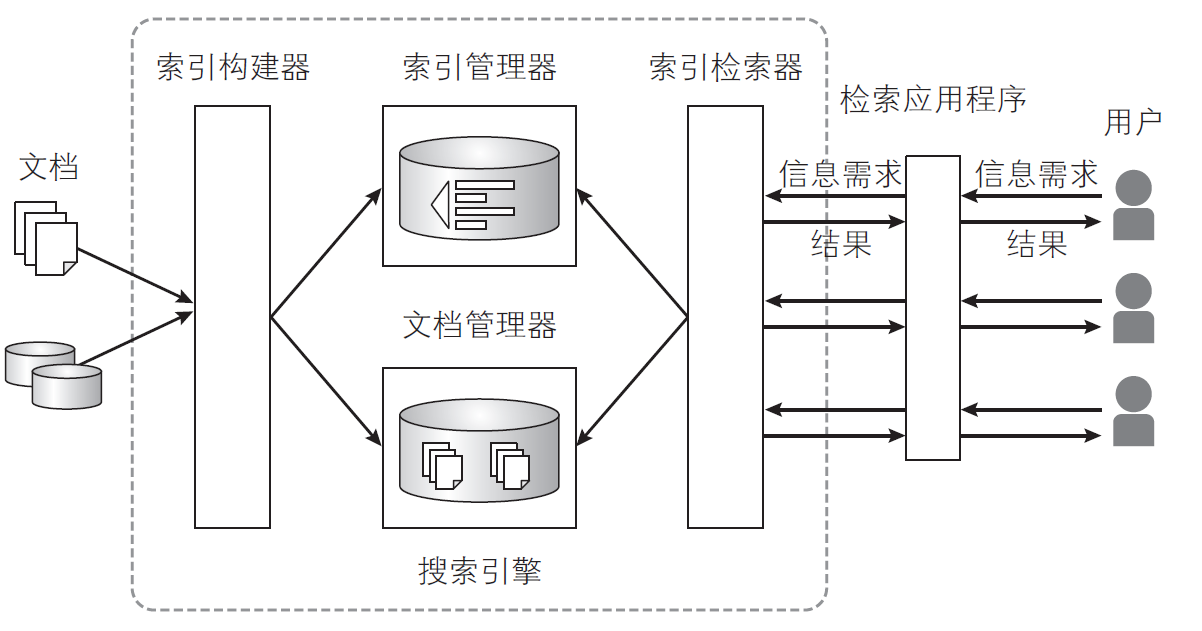 索引构建器
索引管理器
索引检索器
检索应用程序
用户
文档
信息需求
信息需求
结果
结果
文档管理器
搜索引擎